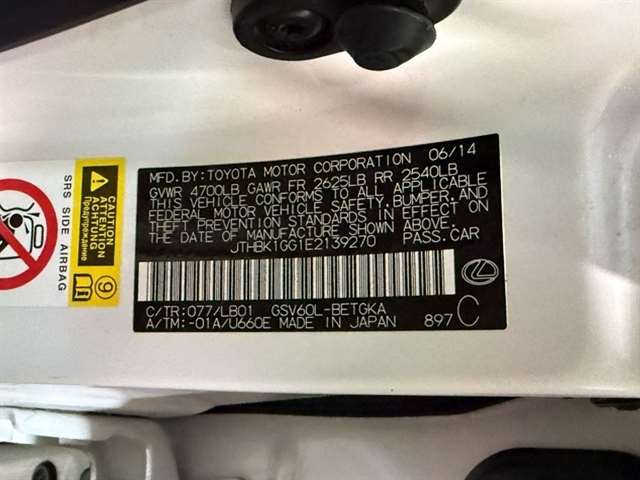 MFD. BY: TOYOTA MOTOR CORPORATION 06/14
GVWR 4700LB GAWR FR 2625LB RR 2540LB
THIS VEHICLE CONFORMS TO ALL APPLICABLE
FEDERAL MOTOR VEHICLE SAFETY, BUMPER, AND
THEFT PREVENTION STANDARDS IN EFFECT ON
THE DATE OF MANUFACTURE SHOWN ABOVE.
JTHBK1GG1E2139270 PASS.CAR
C/TR:077/LB01 GSV60L-BETGKA
A/TM:-01A/U660E MADE IN JAPAN 897 C
CAUTION
ATTENTION
ACHTUNG
Предупреждение
SRS SIDE AIRBAG
9